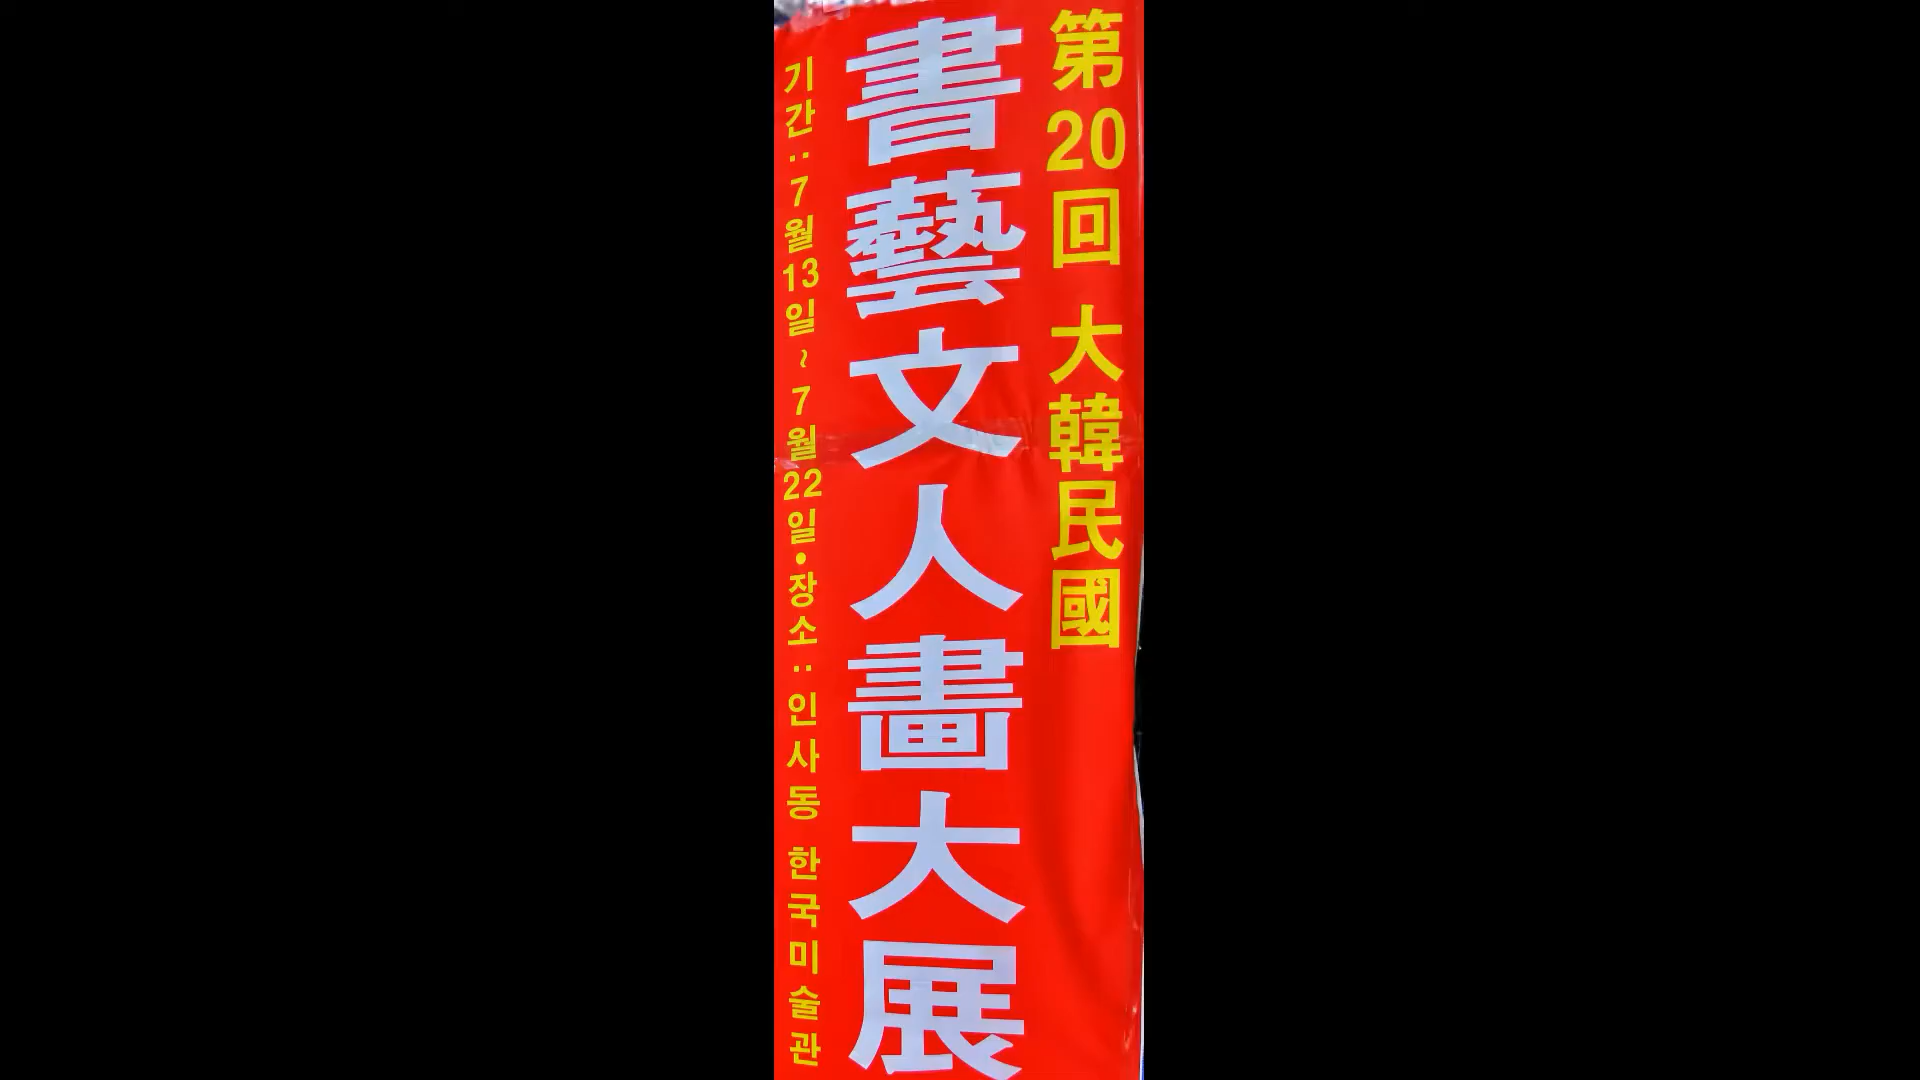 第20回 大韓民國
書藝文人畵大展
기간 : 7월13일 ~ 7월22일 • 장소 : 인사동 한국미술관